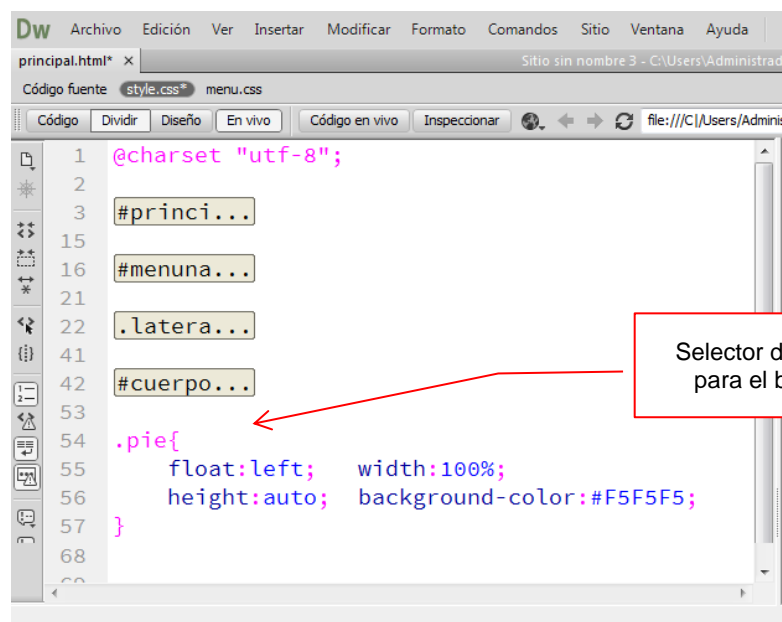 Dw Archivo Edición Ver Insertar Modificar Formato Comandos Sitio Ventana Ayuda
principal.html* × Sitio sin nombre 3 - C:\Users\Administrad
Código fuente style.css* menu.css
Código Dividir Diseño En vivo Código en vivo Inspeccionar file:///C|/Users/Adminis
1 @charset "utf-8";
2
3 #princi...
15
16 #menuna...
21
22 .latera...
41
42 #cuerpo...
53
54 .pie{
55 float:left; width:100%;
56 height:auto; background-color:#F5F5F5;
57 }
68
Selector d
para el b